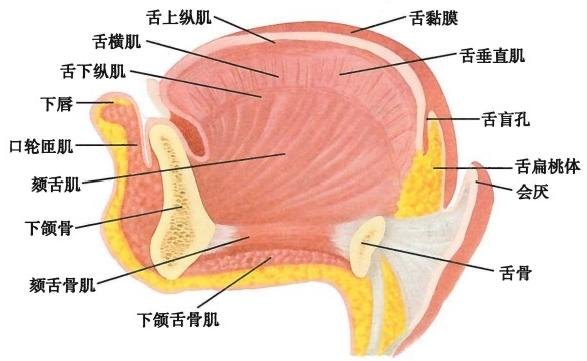 舌上纵肌
舌黏膜
舌横肌
舌垂直肌
舌下纵肌
下唇
舌盲孔
口轮匝肌
舌扁桃体
颏舌肌
会厌
下颌骨
舌骨
颏舌骨肌
下颌舌骨肌